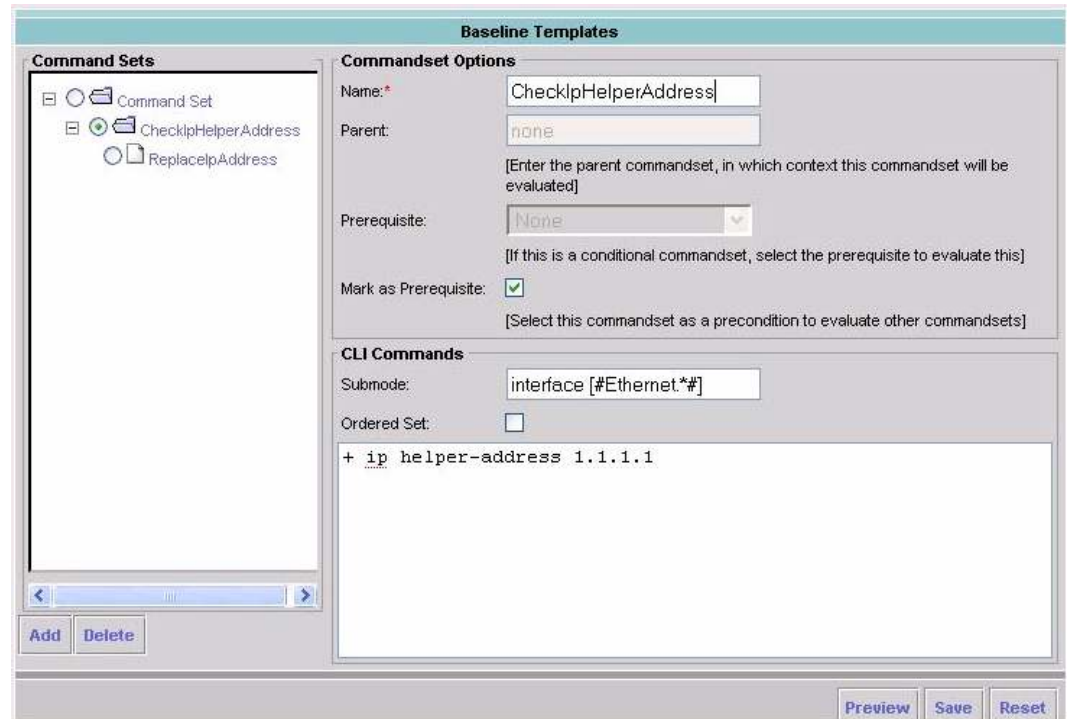 Baseline Templates
Command Sets
Command Set
CheckIpHelperAddress
ReplaceIpAddress
Add
Delete
Commandset Options
Name:*
CheckIpHelperAddress
Parent:
none
[Enter the parent commandset, in which context this commandset will be
evaluated]
Prerequisite:
None
[If this is a conditional commandset, select the prerequisite to evaluate this]
Mark as Prerequisite:
[Select this commandset as a precondition to evaluate other commandsets]
CLI Commands
Submode:
interface [#Ethernet.*#]
Ordered Set:
+ ip helper-address 1.1.1.1
Preview
Save
Reset